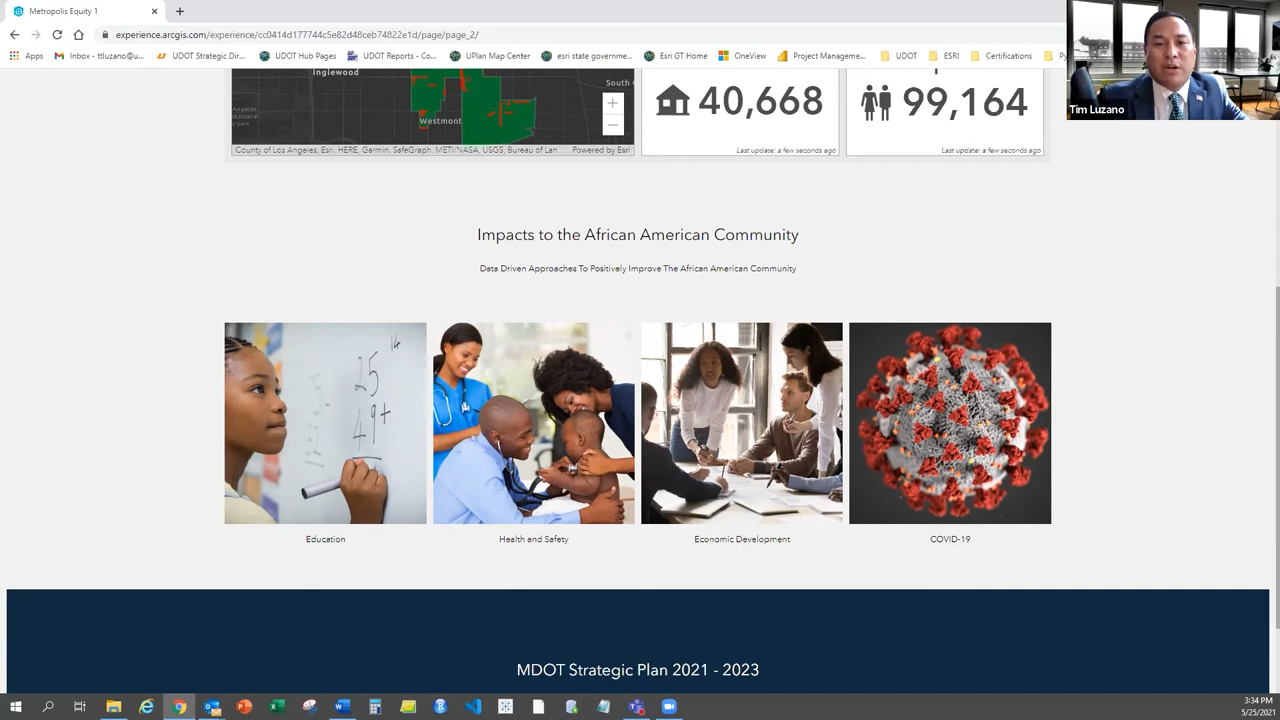 Metropolis Equity 1
experience.arcgis.com/experience/cc0414d177744c5e82d48ceb74822e1d/page/page_2/
Apps
Inbox - ttluzano@u...
UDOT Strategic Dir...
UDOT Hub Pages
UDOT Reports - Co...
UPlan Map Center
esri state governme...
Esri GT Home
OneView
Project Manageme...
UDOT
ESRI
Certifications
Tim Luzano
Inglewood
South
Westmont
County of Los Angeles, Esri, HERE, Garmin, SafeGraph, METI/NASA, USGS, Bureau of Lan...
Powered by Esri
40,668
Last update: a few seconds ago
99,164
Last update: a few seconds ago
Impacts to the African American Community
Data Driven Approaches To Positively Improve The African American Community
14
25
49+
Education
Health and Safety
Economic Development
COVID-19
MDOT Strategic Plan 2021 - 2023
3:34 PM
5/25/2021